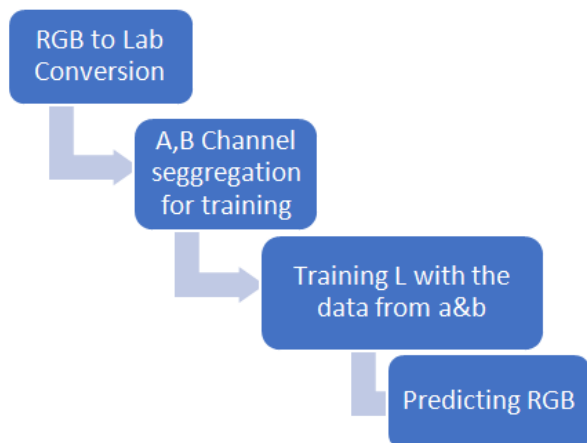 RGB to Lab
Conversion
A,B Channel
seggregation
for training
Training L with the
data from a&b
Predicting RGB